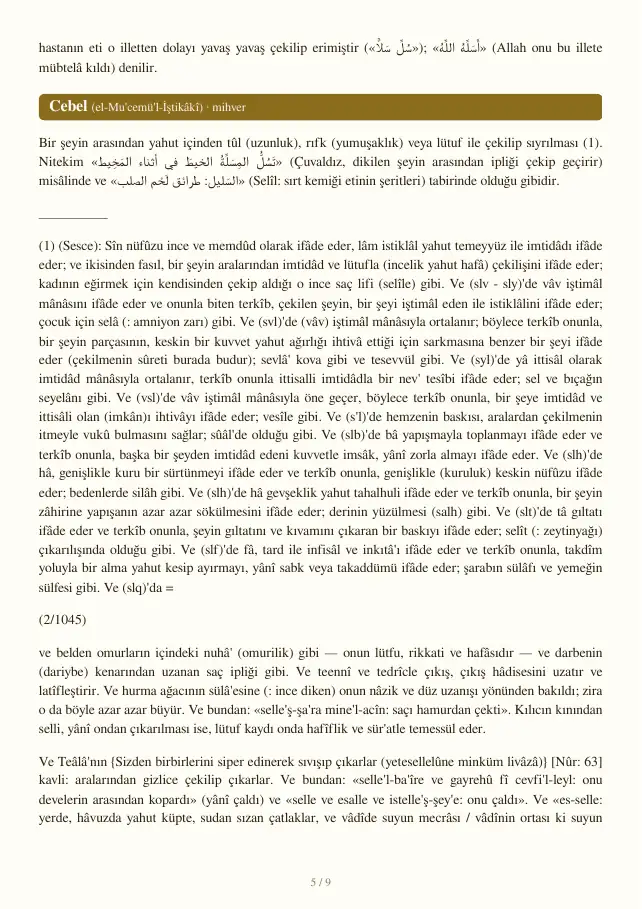 hastanın eti o illetten dolayı yavaş yavaş çekilip erimiştir («سُلَّ سَلاًّ»); «أَسَلَّهُ اللَّهُ» (Allah onu bu illete
mübtelâ kıldı) denilir.
Cebel (el-Mu'cemü'l-İştikâkî) · mihver
Bir şeyin arasından yahut içinden tûl (uzunluk), rıfk (yumuşaklık) veya lütuf ile çekilip sıyrılması (1).
Nitekim «تَسُلُّ المِسَلَّةُ الخيطَ في أثناء المَخِيط» (Çuvaldız, dikilen şeyin arasından ipliği çekip geçirir)
misâlinde ve «السَليل: طرائق لَحْم الصلب» (Selîl: sırt kemiği etinin şeritleri) tabirinde olduğu gibidir.
(1) (Sesce): Sîn nüfûzu ince ve memdûd olarak ifâde eder, lâm istiklâl yahut temeyyüz ile imtidâdı ifâde
eder; ve ikisinden fasıl, bir şeyin aralarından imtidâd ve lütufla (incelik yahut hafâ) çekilişini ifâde eder;
kadının eğirmek için kendisinden çekip aldığı o ince saç lifi (selîle) gibi. Ve (slv - sly)'de vâv iştimâl
mânâsını ifâde eder ve onunla biten terkîb, çekilen şeyin, bir şeyi iştimâl eden ile istiklâlini ifâde eder;
çocuk için selâ (: amniyon zarı) gibi. Ve (svl)'de (vâv) iştimâl mânâsıyla ortalanır; böylece terkîb onunla,
bir şeyin parçasının, keskin bir kuvvet yahut ağırlığı ihtivâ ettiği için sarkmasına benzer bir şeyi ifâde
eder (çekilmenin sûreti burada budur); sevlâ' kova gibi ve tesevvül gibi. Ve (syl)'de yâ ittisâl olarak
imtidâd mânâsıyla ortalanır, terkîb onunla ittisalli imtidâdla bir nev' tesîbi ifâde eder; sel ve bıçağın
seyelânı gibi. Ve (vsl)'de vâv iştimâl mânâsıyla öne geçer, böylece terkîb onunla, bir şeye imtidâd ve
ittisâli olan (imkân)ı ihtivâyı ifâde eder; vesîle gibi. Ve (s'l)'de hemzenin baskısı, aralardan çekilmenin
itmeyle vukû bulmasını sağlar; sûâl'de olduğu gibi. Ve (slb)'de bâ yapışmayla toplanmayı ifâde eder ve
terkîb onunla, başka bir şeyden imtidâd edeni kuvvetle imsâk, yânî zorla almayı ifâde eder. Ve (slh)'de
hâ, genişlikle kuru bir sürtünmeyi ifâde eder ve terkîb onunla, genişlikle (kuruluk) keskin nüfûzu ifâde
eder; bedenlerde silâh gibi. Ve (slh)'de hâ gevşeklik yahut tahalhuli ifâde eder ve terkîb onunla, bir şeyin
zâhirine yapışanın azar azar sökülmesini ifâde eder; derinin yüzülmesi (salh) gibi. Ve (slt)'de tâ gıltatı
ifâde eder ve terkîb onunla, şeyin gıltatını ve kıvamını çıkaran bir baskıyı ifâde eder; selît (: zeytinyağı)
çıkarılışında olduğu gibi. Ve (slf)'de fâ, tard ile infisâl ve inkıtâ'ı ifâde eder ve terkîb onunla, takdîm
yoluyla bir alma yahut kesip ayırmayı, yânî sabk veya takaddümü ifâde eder; şarabın sülâfı ve yemeğin
sülfesi gibi. Ve (slq)'da =
(2/1045)
ve belden omurların içindeki nuhâ' (omurilik) gibi — onun lütfu, rikkati ve hafâsıdır — ve darbenin
(dariybe) kenarından uzanan saç ipliği gibi. Ve teennî ve tedrîcle çıkış, çıkış hâdisesini uzatır ve
latîfleştirir. Ve hurma ağacının sülâ'esine (: ince diken) onun nâzik ve düz uzanışı yönünden bakıldı; zira
o da böyle azar azar büyür. Ve bundan: «selle'ş-şa'ra mine'l-acîn: saçı hamurdan çekti». Kılıcın kınından
selli, yânî ondan çıkarılması ise, lütuf kaydı onda hafîflik ve sür'atle temessül eder.
Ve Teâlâ'nın {Sizden birbirlerini siper edinerek sıvışıp çıkarlar (yetesellelûne minküm livâzâ)} [Nûr: 63]
kavli: aralarından gizlice çekilip çıkarlar. Ve bundan: «selle'l-ba'îre ve gayrehû fî cevfi'l-leyl: onu
develerin arasından kopardı» (yânî çaldı) ve «selle ve esalle ve istelle'ş-şey'e: onu çaldı». Ve «es-selle:
yerde, hâvuzda yahut küpte, sudan sızan çatlaklar, ve vâdîde suyun mecrâsı / vâdînin ortası ki suyun
5 / 9